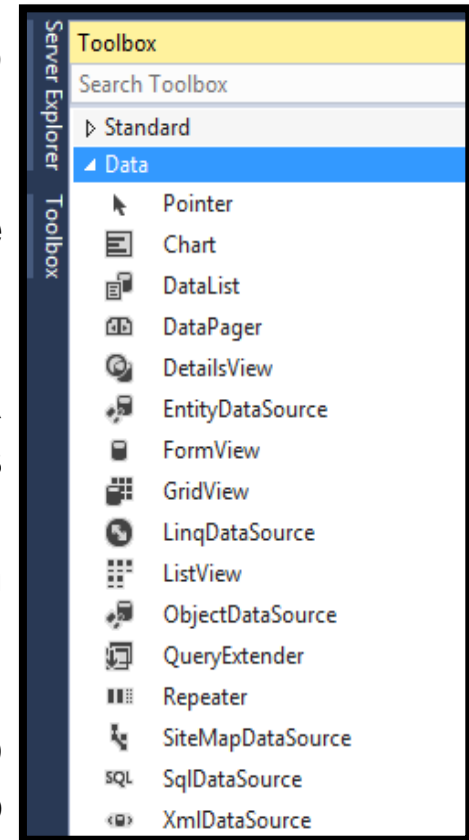 Server Explorer
Toolbox
Toolbox
Search Toolbox
Standard
Data
Pointer
Chart
DataList
DataPager
DetailsView
EntityDataSource
FormView
GridView
LinqDataSource
ListView
ObjectDataSource
QueryExtender
Repeater
SiteMapDataSource
SQL SqlDataSource
XmlDataSource